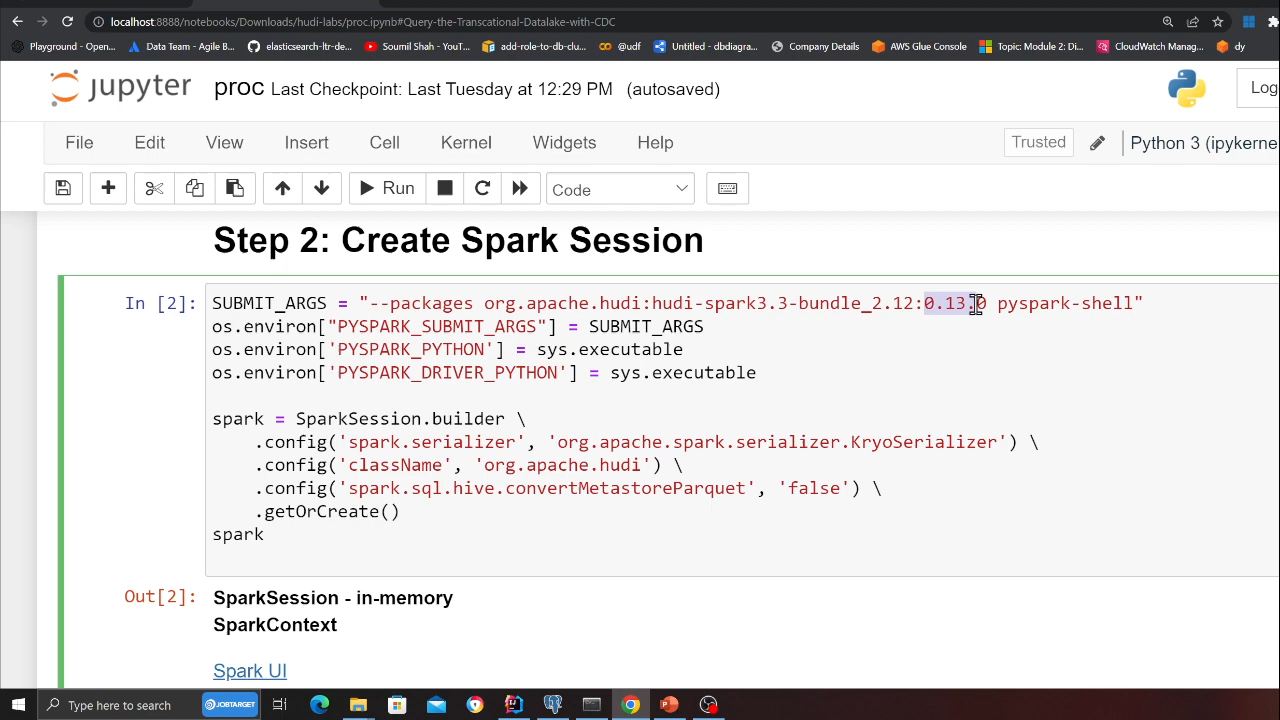 localhost:8888/notebooks/Downloads/hudi-labs/proc.ipynb#Query-the-Transcational-Datalake-with-CDC
Playground - Open... Data Team - Agile B... elasticsearch-ltr-de... Soumil Shah - YouT... add-role-to-db-clu... @udf Untitled - dbdiagra... Company Details AWS Glue Console Topic: Module 2: Di... CloudWatch Manag... dy
jupyter proc Last Checkpoint: Last Tuesday at 12:29 PM (autosaved) Log
File Edit View Insert Cell Kernel Widgets Help Trusted Python 3 (ipykerne
Run Code
Step 2: Create Spark Session
In [2]: SUBMIT_ARGS = "--packages org.apache.hudi:hudi-spark3.3-bundle_2.12:0.13.0 pyspark-shell"
os.environ["PYSPARK_SUBMIT_ARGS"] = SUBMIT_ARGS
os.environ['PYSPARK_PYTHON'] = sys.executable
os.environ['PYSPARK_DRIVER_PYTHON'] = sys.executable
spark = SparkSession.builder \
.config('spark.serializer', 'org.apache.spark.serializer.KryoSerializer') \
.config('className', 'org.apache.hudi') \
.config('spark.sql.hive.convertMetastoreParquet', 'false') \
.getOrCreate()
spark
Out[2]: SparkSession - in-memory
SparkContext
Spark UI
Type here to search JOBTARGET